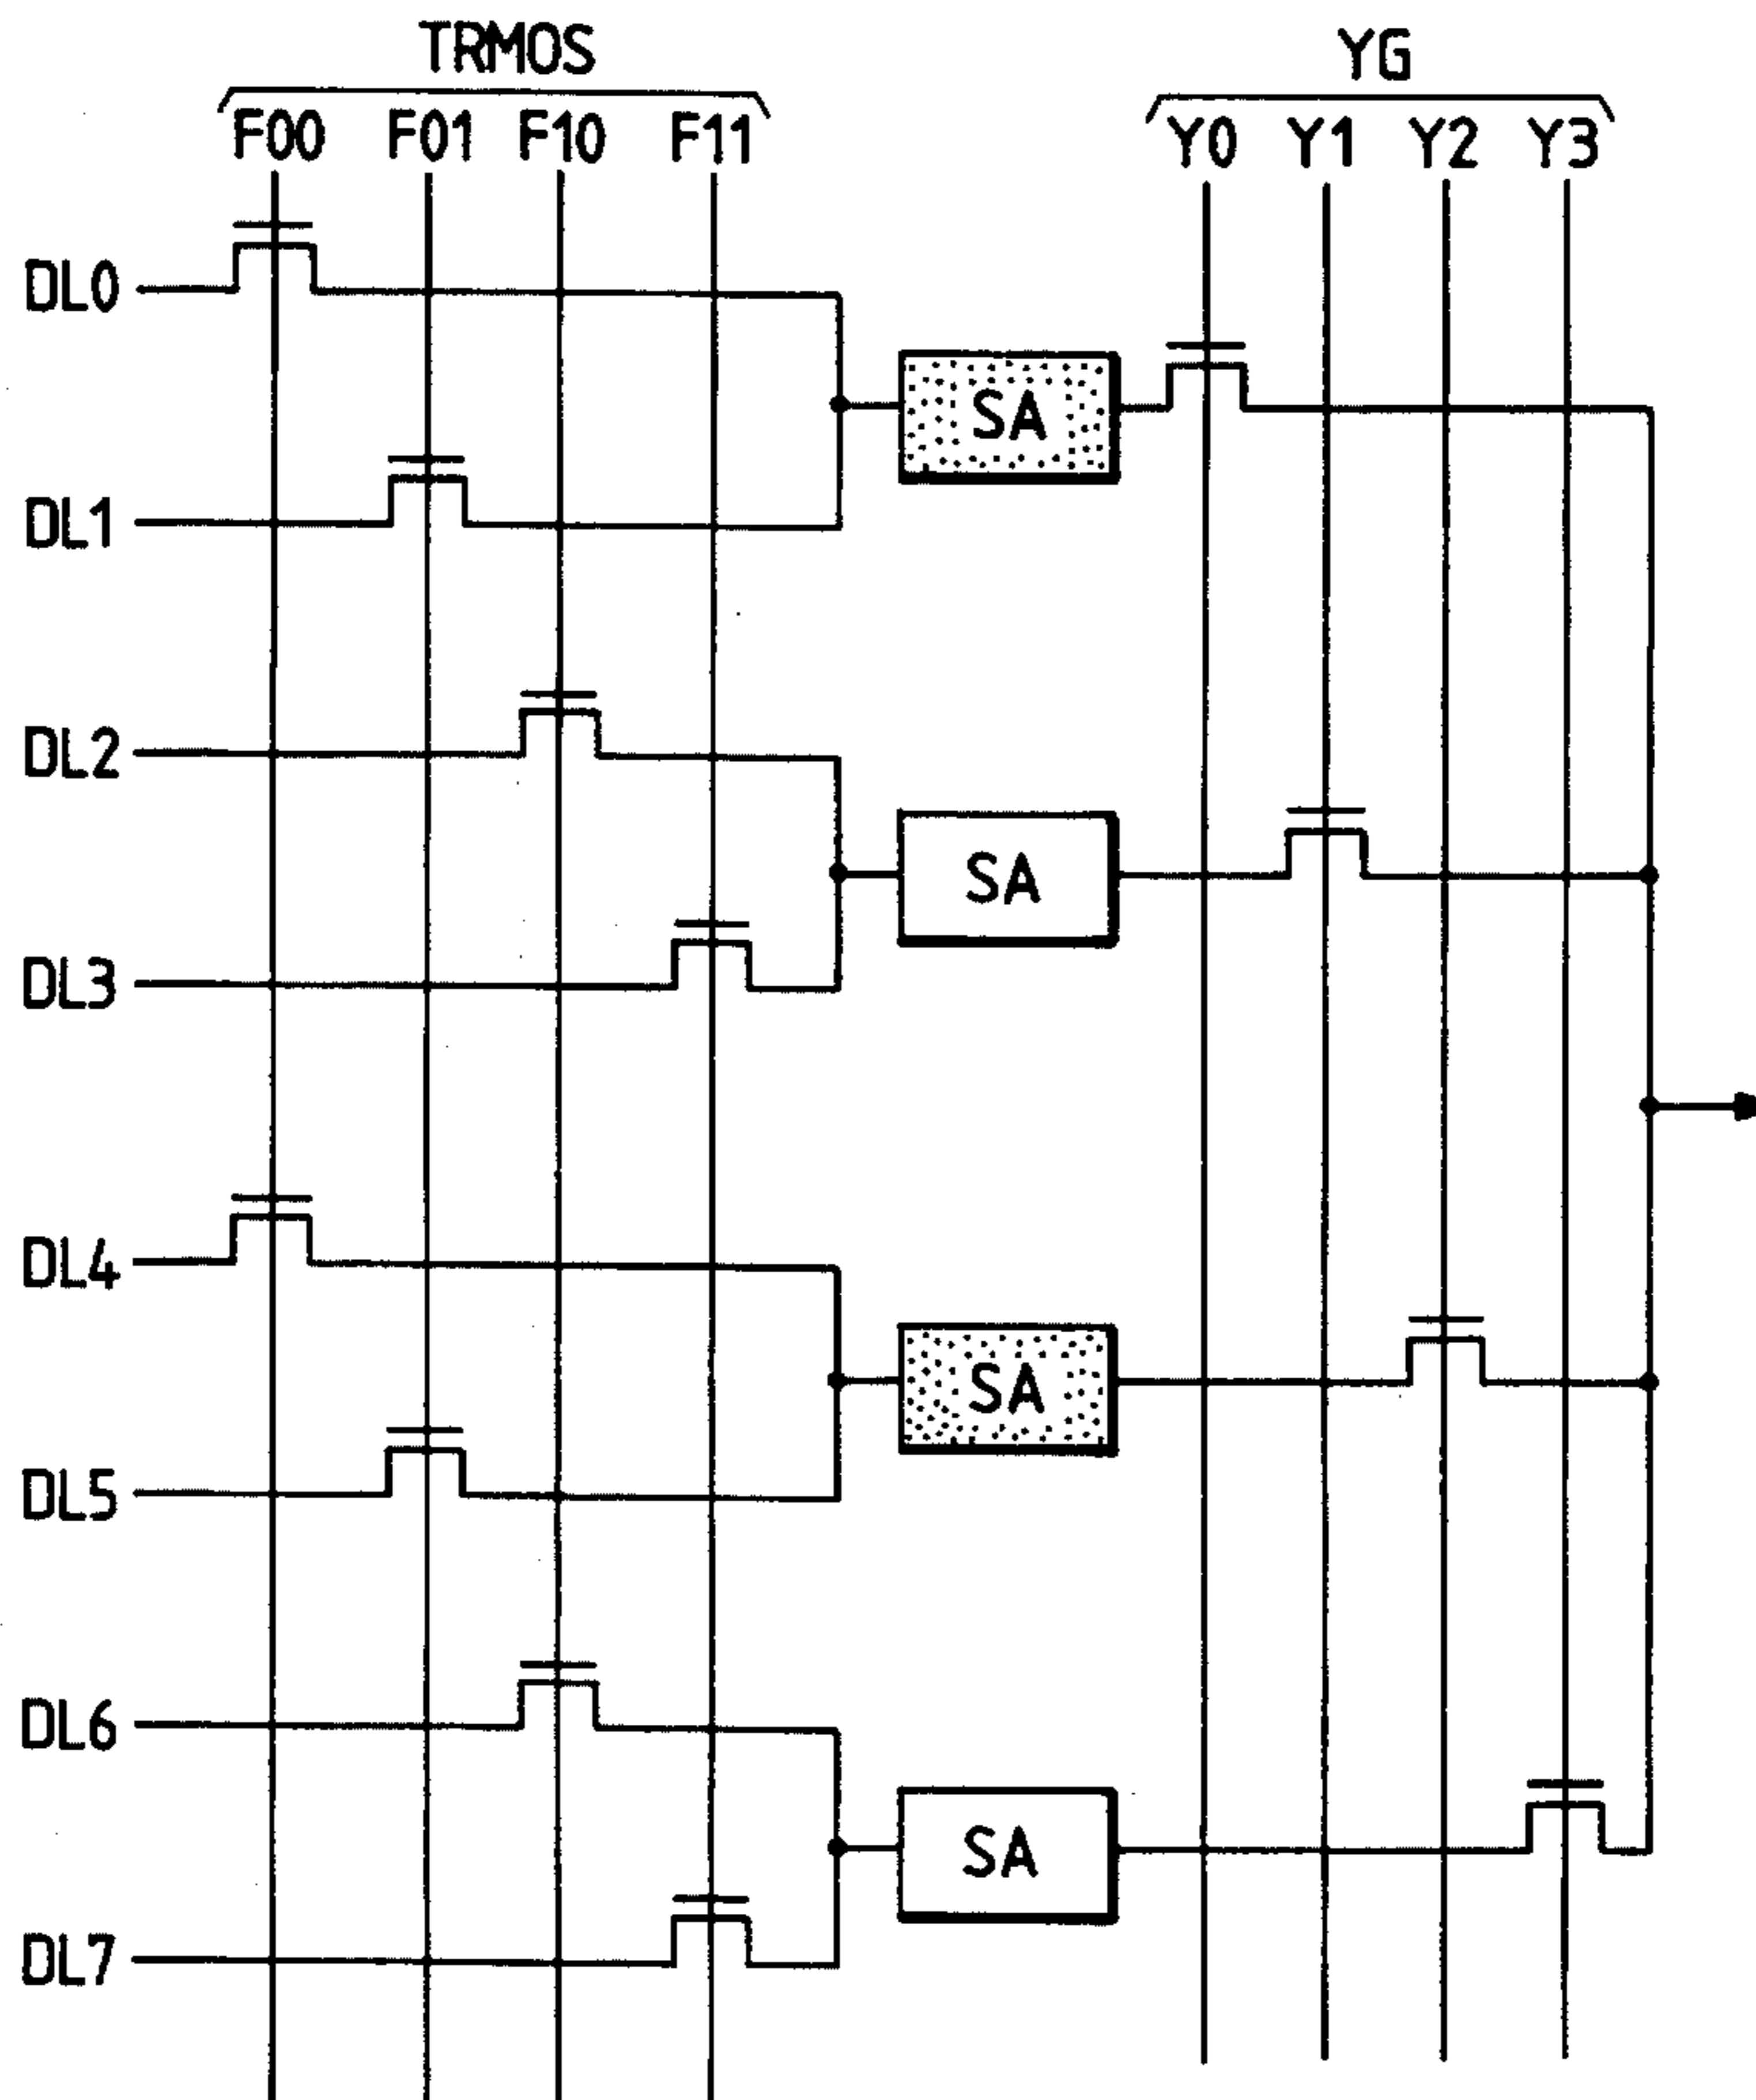 TRMOS
YG
F00 F01 F10 F11
Y0 Y1 Y2 Y3
DL0
SA
DL1
DL2
SA
DL3
DL4
SA
DL5
DL6
SA
DL7